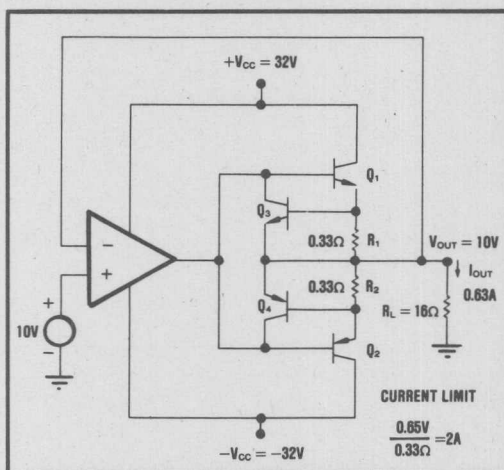 +VCC = 32V
Q1
Q3
0.33Ω R1
VOUT = 10V
IOUT
0.63A
−
+
0.33Ω R2
RL = 16Ω
Q4
+
10V
−
Q2
CURRENT LIMIT
0.65V
0.33Ω
=2A
−VCC = −32V